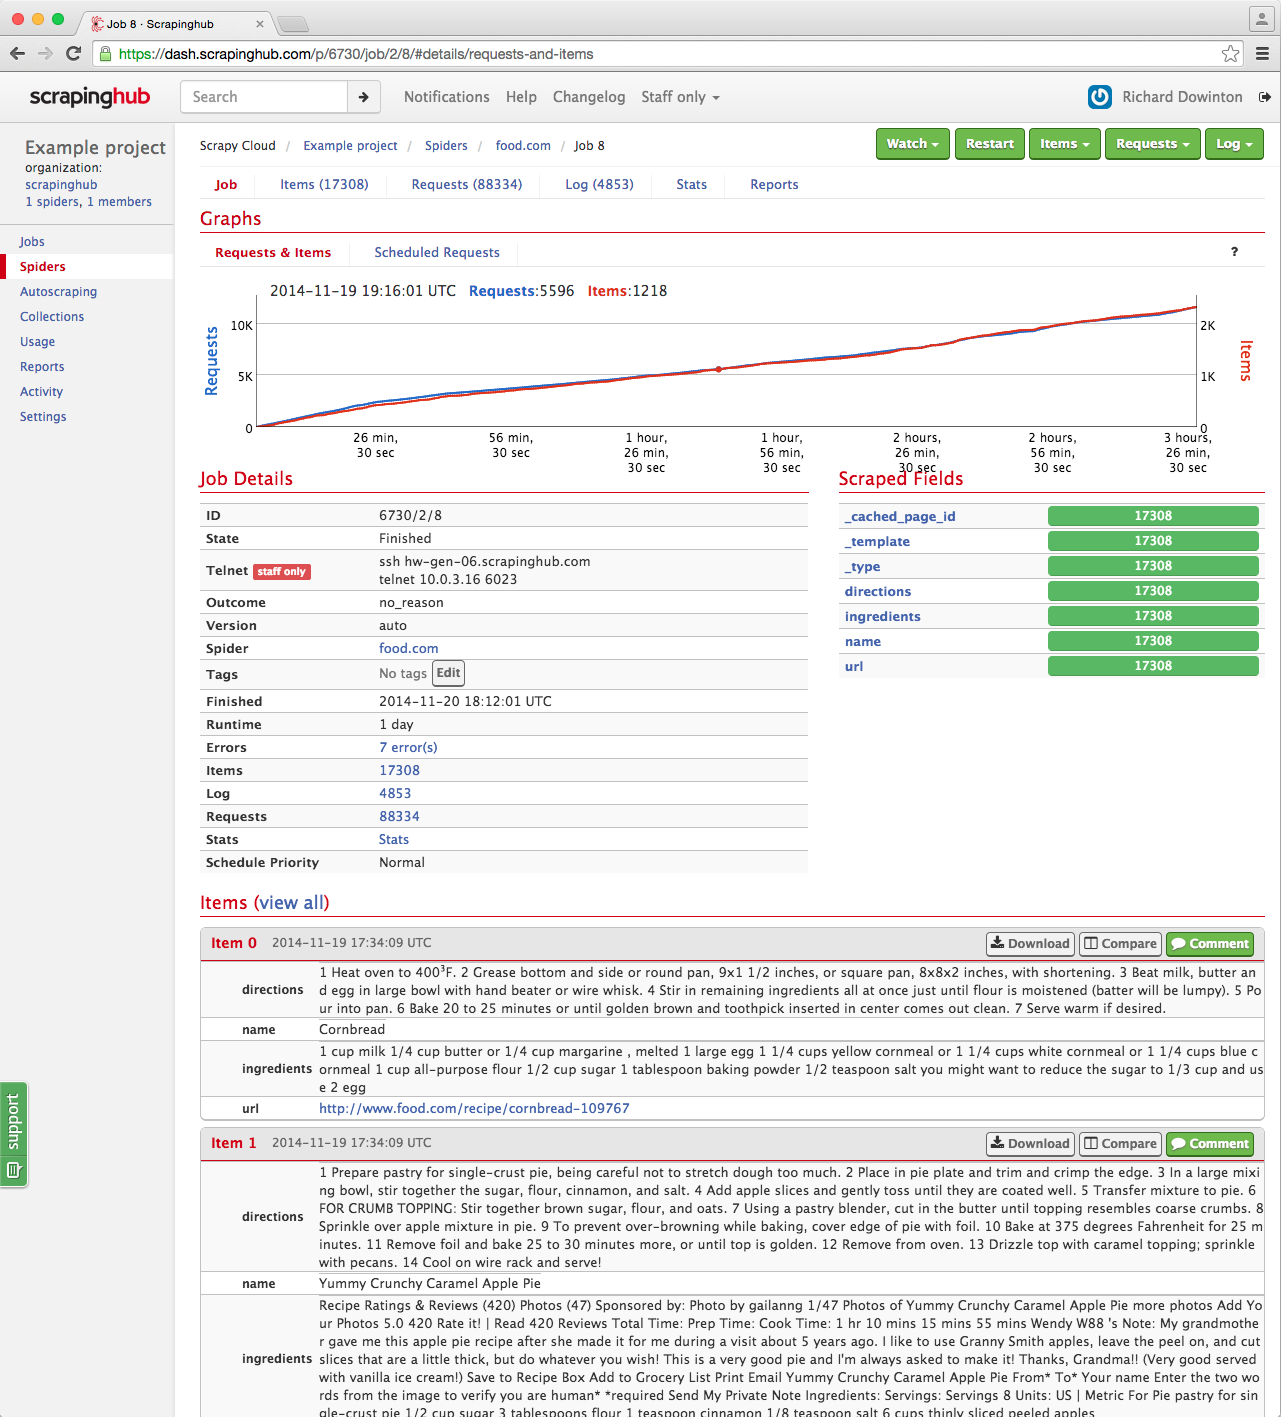 Job 8 · Scrapinghub
https://dash.scrapinghub.com/p/6730/job/2/8/#details/requests-and-items
scrapinghub Search Notifications Help Changelog Staff only Richard Dowinton
Example project
organization:
scrapinghub
1 spiders, 1 members
Jobs
Spiders
Autoscraping
Collections
Usage
Reports
Activity
Settings
support
Scrapy Cloud / Example project / Spiders / food.com / Job 8
Watch Restart Items Requests Log
Job Items (17308) Requests (88334) Log (4853) Stats Reports
Graphs
Requests & Items Scheduled Requests ?
2014-11-19 19:16:01 UTC Requests:5596 Items:1218
Requests
10K
5K
0
2K
1K
0
Items
26 min, 30 sec
56 min, 30 sec
1 hour, 26 min, 30 sec
1 hour, 56 min, 30 sec
2 hours, 26 min, 30 sec
2 hours, 56 min, 30 sec
3 hours, 26 min, 30 sec
Job Details
ID 6730/2/8
State Finished
Telnet staff only ssh hw-gen-06.scrapinghub.com
telnet 10.0.3.16 6023
Outcome no_reason
Version auto
Spider food.com
Tags No tags Edit
Finished 2014-11-20 18:12:01 UTC
Runtime 1 day
Errors 7 error(s)
Items 17308
Log 4853
Requests 88334
Stats Stats
Schedule Priority Normal
Scraped Fields
_cached_page_id 17308
_template 17308
_type 17308
directions 17308
ingredients 17308
name 17308
url 17308
Items (view all)
Item 0 2014-11-19 17:34:09 UTC Download Compare Comment
directions
1 Heat oven to 400³F. 2 Grease bottom and side or round pan, 9x1 1/2 inches, or square pan, 8x8x2 inches, with shortening. 3 Beat milk, butter an
d egg in large bowl with hand beater or wire whisk. 4 Stir in remaining ingredients all at once just until flour is moistened (batter will be lumpy). 5 Po
ur into pan. 6 Bake 20 to 25 minutes or until golden brown and toothpick inserted in center comes out clean. 7 Serve warm if desired.
name Cornbread
ingredients
1 cup milk 1/4 cup butter or 1/4 cup margarine , melted 1 large egg 1 1/4 cups yellow cornmeal or 1 1/4 cups white cornmeal or 1 1/4 cups blue c
ornmeal 1 cup all-purpose flour 1/2 cup sugar 1 tablespoon baking powder 1/2 teaspoon salt you might want to reduce the sugar to 1/3 cup and us
e 2 egg
url http://www.food.com/recipe/cornbread-109767
Item 1 2014-11-19 17:34:09 UTC Download Compare Comment
directions
1 Prepare pastry for single-crust pie, being careful not to stretch dough too much. 2 Place in pie plate and trim and crimp the edge. 3 In a large mixi
ng bowl, stir together the sugar, flour, cinnamon, and salt. 4 Add apple slices and gently toss until they are coated well. 5 Transfer mixture to pie. 6
FOR CRUMB TOPPING: Stir together brown sugar, flour, and oats. 7 Using a pastry blender, cut in the butter until topping resembles coarse crumbs. 8
Sprinkle over apple mixture in pie. 9 To prevent over-browning while baking, cover edge of pie with foil. 10 Bake at 375 degrees Fahrenheit for 25 m
inutes. 11 Remove foil and bake 25 to 30 minutes more, or until top is golden. 12 Remove from oven. 13 Drizzle top with caramel topping; sprinkle
with pecans. 14 Cool on wire rack and serve!
name Yummy Crunchy Caramel Apple Pie
ingredients
Recipe Ratings & Reviews (420) Photos (47) Sponsored by: Photo by gailanng 1/47 Photos of Yummy Crunchy Caramel Apple Pie more photos Add Yo
ur Photos 5.0 420 Rate it! | Read 420 Reviews Total Time: Prep Time: Cook Time: 1 hr 10 mins 15 mins 55 mins Wendy W88 's Note: My grandmothe
r gave me this apple pie recipe after she made it for me during a visit about 5 years ago. I like to use Granny Smith apples, leave the peel on, and cut
slices that are a little thick, but do whatever you wish! This is a very good pie and I'm always asked to make it! Thanks, Grandma!! (Very good served
with vanilla ice cream!) Save to Recipe Box Add to Grocery List Print Email Yummy Crunchy Caramel Apple Pie From* To* Your name Enter the two wo
rds from the image to verify you are human* *required Send My Private Note Ingredients: Servings: Servings 8 Units: US | Metric For Pie pastry for sin
gle-crust pie 1/2 cup sugar 3 tablespoons flour 1 teaspoon cinnamon 1/8 teaspoon salt 6 cups thinly sliced peeled apples